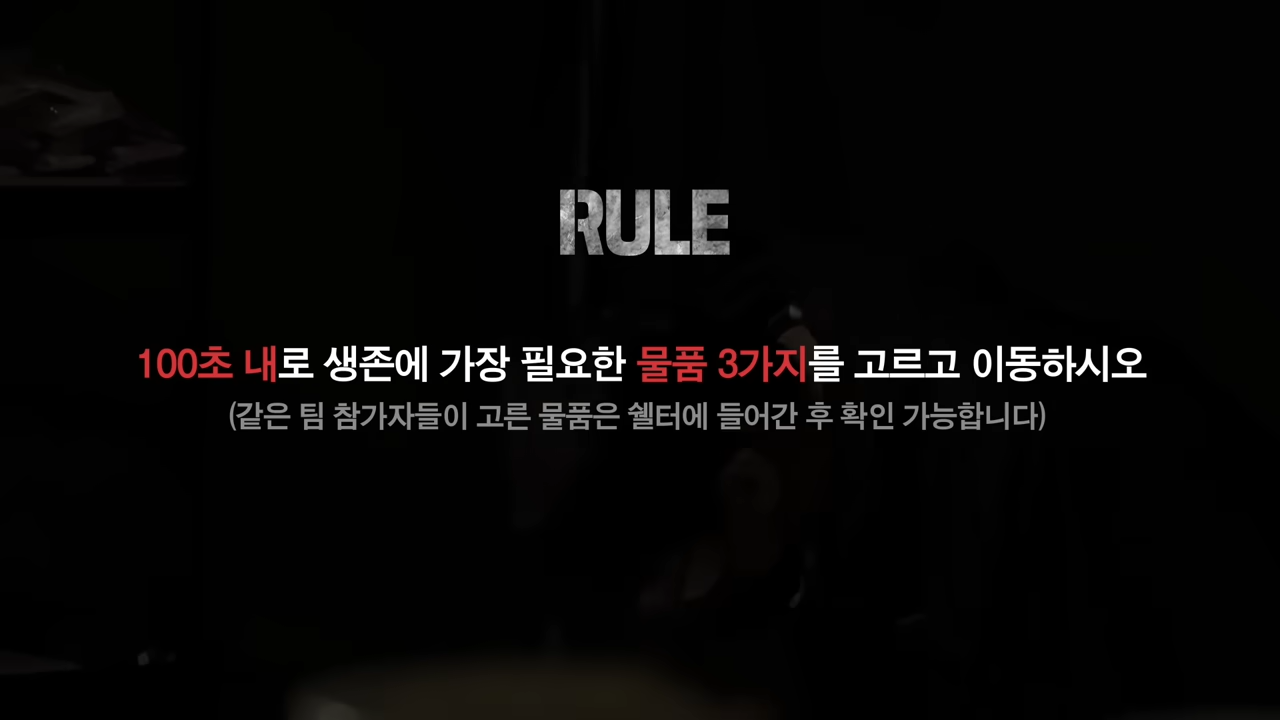 RULE
100초 내로 생존에 가장 필요한 물품 3가지를 고르고 이동하시오
(같은 팀 참가자들이 고른 물품은 쉘터에 들어간 후 확인 가능합니다)